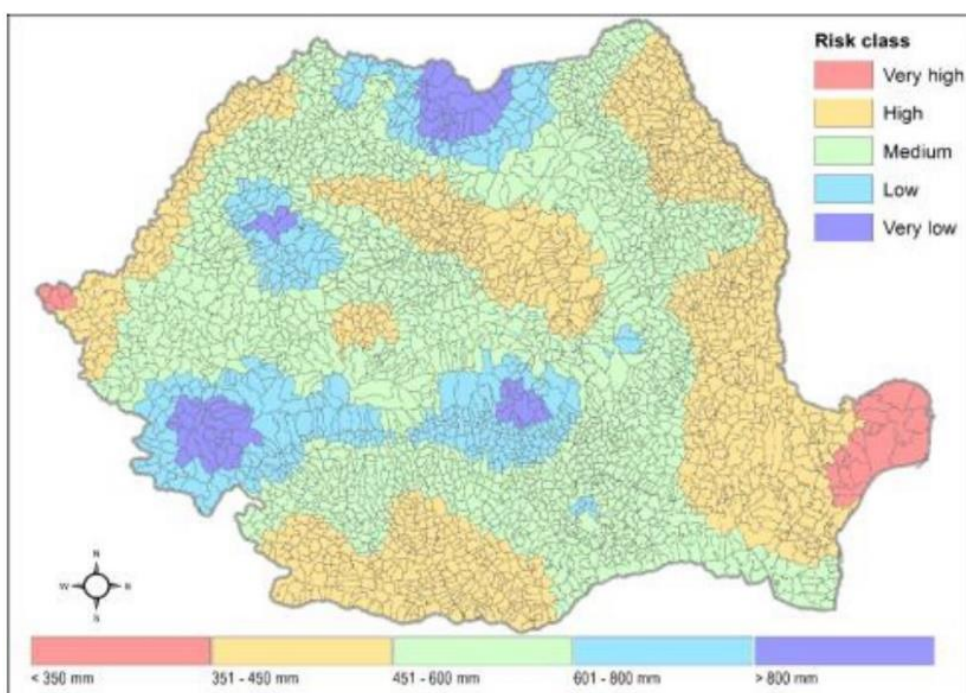 Risk class
Very high
High
Medium
Low
Very low
N
W
S
< 350 mm
351 - 450 mm
451 - 600 mm
601 - 800 mm
> 800 mm